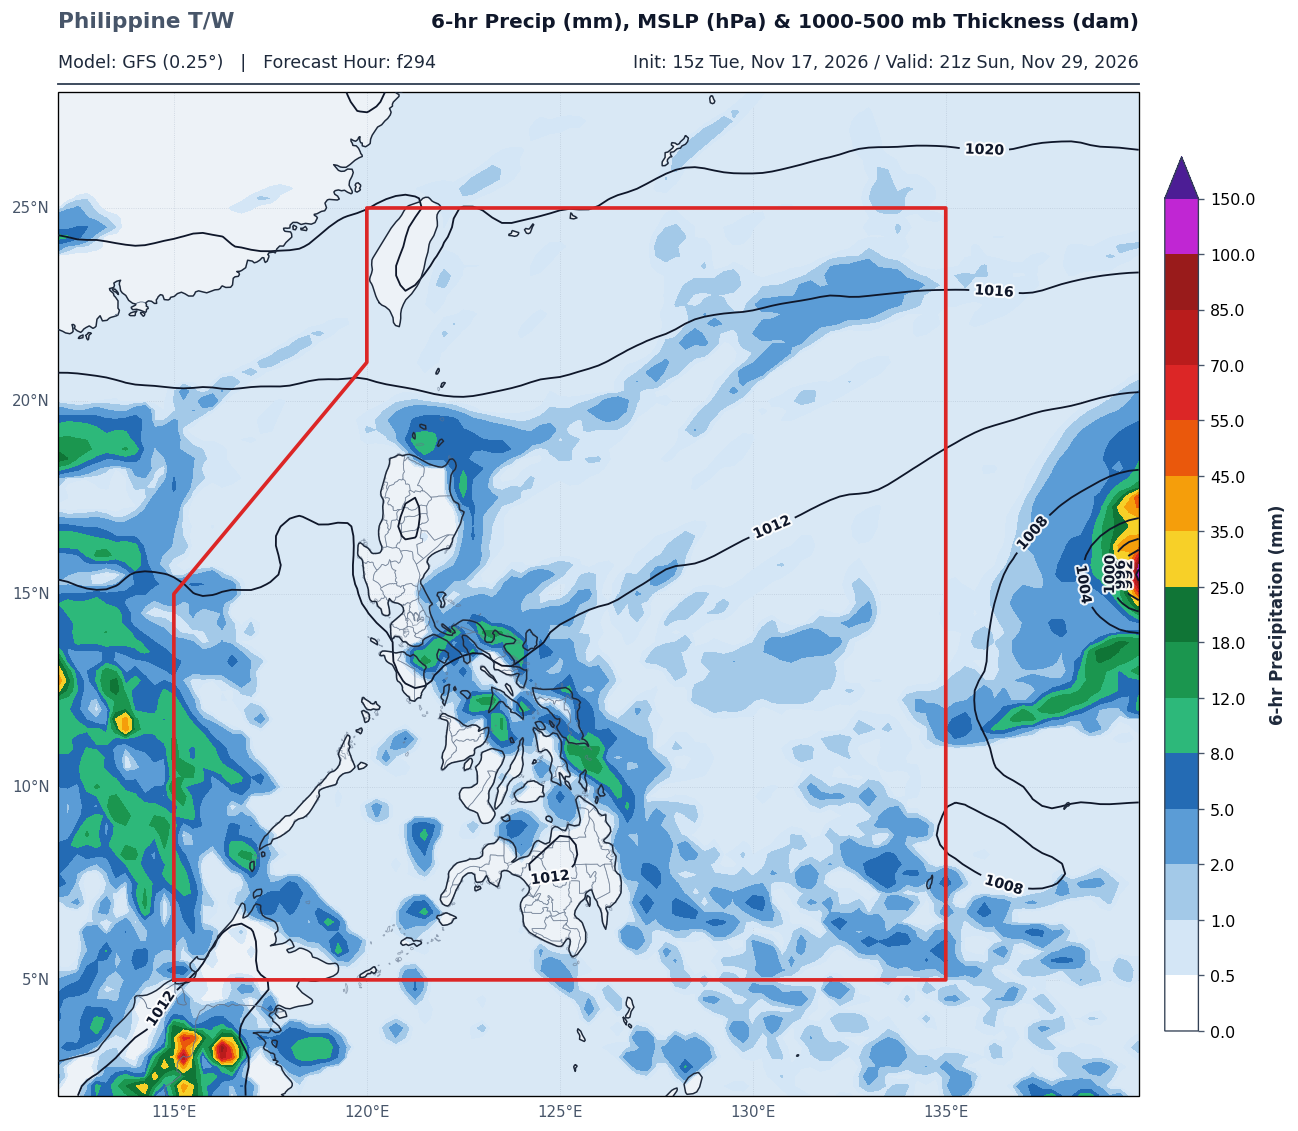 Philippine T/W
6-hr Precip (mm), MSLP (hPa) & 1000-500 mb Thickness (dam)
Model: GFS (0.25°) | Forecast Hour: f294
Init: 15z Tue, Nov 17, 2026 / Valid: 21z Sun, Nov 29, 2026
25°N
20°N
15°N
10°N
5°N
115°E
120°E
125°E
130°E
135°E
1020
1016
1012
1008
1004
1000
996
992
1012
1008
1012
150.0
100.0
85.0
70.0
55.0
45.0
35.0
25.0
18.0
12.0
8.0
5.0
2.0
1.0
0.5
0.0
6-hr Precipitation (mm)